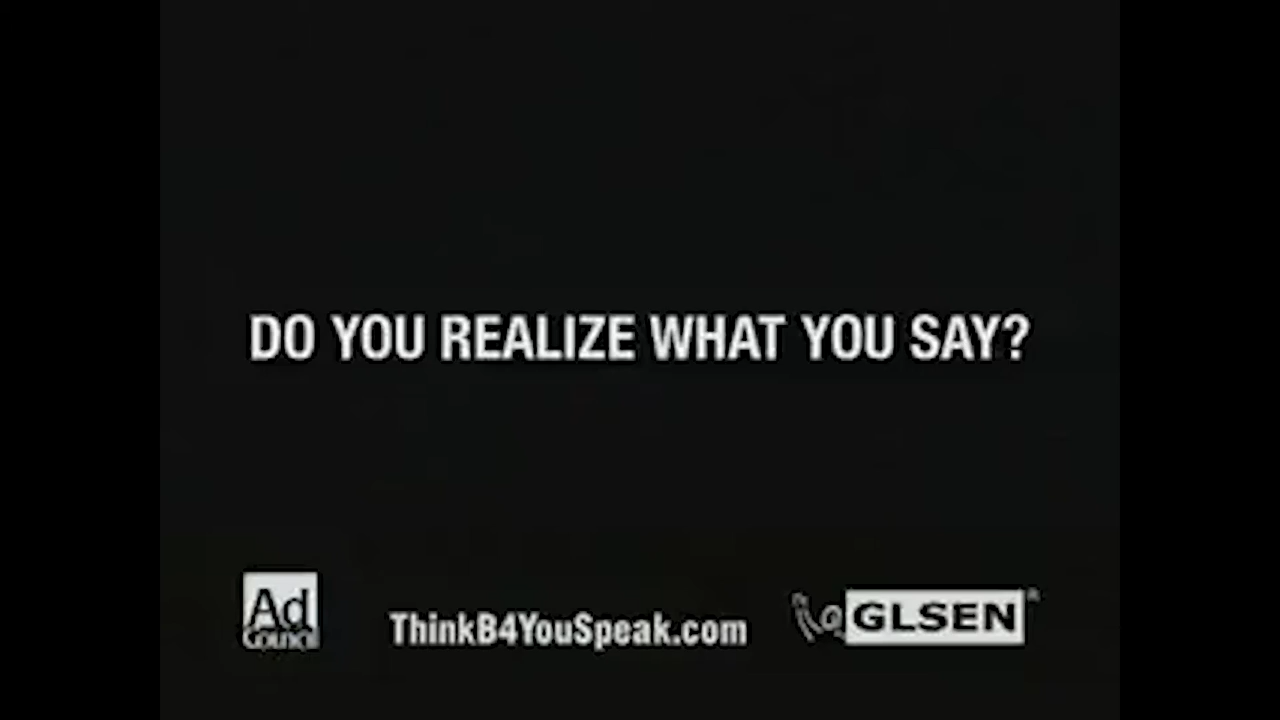 DO YOU REALIZE WHAT YOU SAY?
Ad
Council
ThinkB4YouSpeak.com
GLSEN®